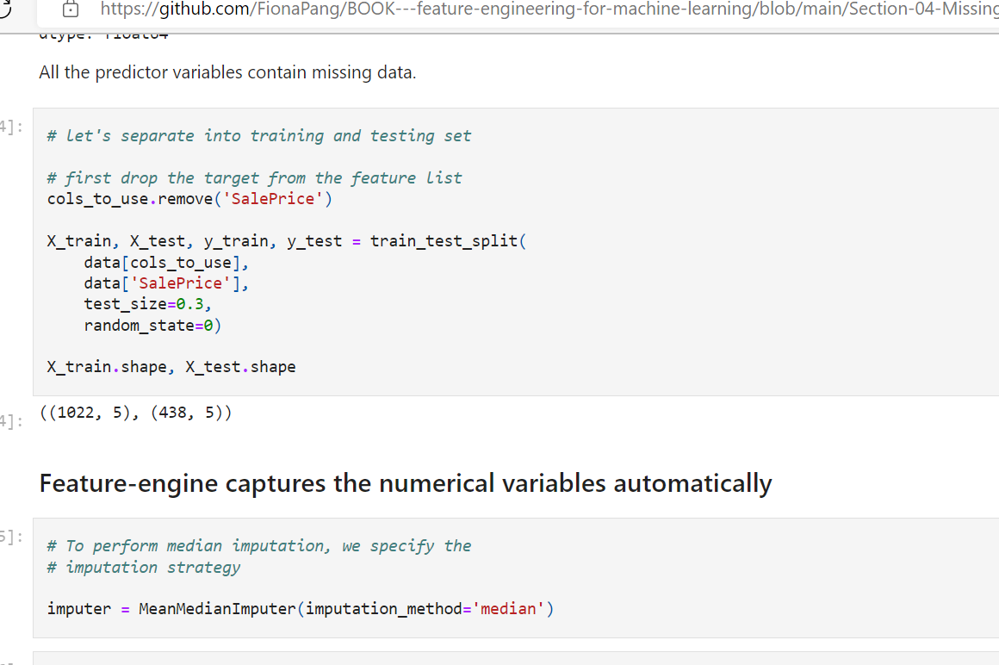 https://github.com/FionaPang/BOOK---feature-engineering-for-machine-learning/blob/main/Section-04-Missing
dtype: float64
All the predictor variables contain missing data.
4]:
# let's separate into training and testing set
# first drop the target from the feature list
cols_to_use.remove('SalePrice')
X_train, X_test, y_train, y_test = train_test_split(
    data[cols_to_use],
    data['SalePrice'],
    test_size=0.3,
    random_state=0)
X_train.shape, X_test.shape
4]:
((1022, 5), (438, 5))
Feature-engine captures the numerical variables automatically
5]:
# To perform median imputation, we specify the
# imputation strategy
imputer = MeanMedianImputer(imputation_method='median')